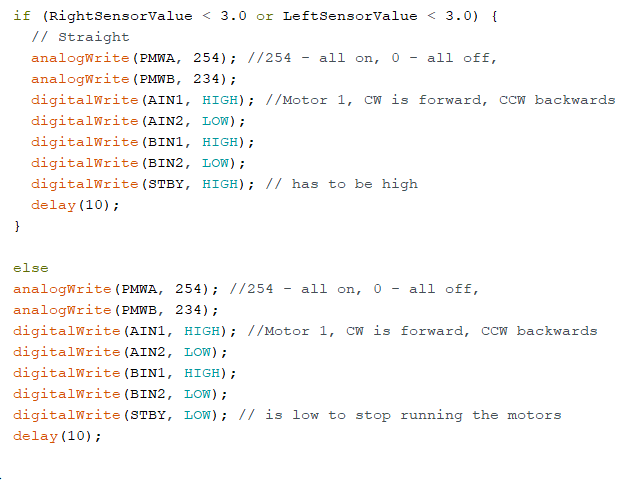 if (RightSensorValue < 3.0 or LeftSensorValue < 3.0) {
// Straight
analogWrite(PMWA, 254); //254 - all on, 0 - all off,
analogWrite(PMWB, 234);
digitalWrite(AIN1, HIGH); //Motor 1, CW is forward, CCW backwards
digitalWrite(AIN2, LOW);
digitalWrite(BIN1, HIGH);
digitalWrite(BIN2, LOW);
digitalWrite(STBY, HIGH); // has to be high
delay(10);
}
else
analogWrite(PMWA, 254); //254 - all on, 0 - all off,
analogWrite(PMWB, 234);
digitalWrite(AIN1, HIGH); //Motor 1, CW is forward, CCW backwards
digitalWrite(AIN2, LOW);
digitalWrite(BIN1, HIGH);
digitalWrite(BIN2, LOW);
digitalWrite(STBY, LOW); // is low to stop running the motors
delay(10);